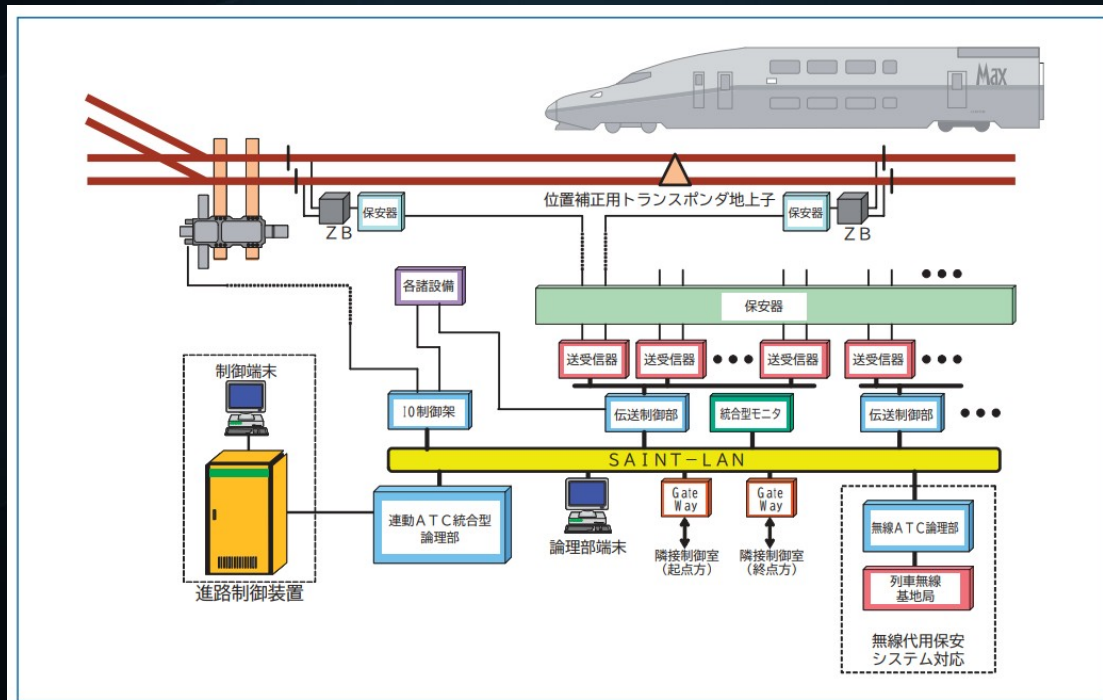 Max
位置補正用トランスポンダ地上子
ZB
保安器
保安器
ZB
各諸設備
保安器
送受信器
送受信器
送受信器
送受信器
制御端末
IO制御架
伝送制御部
統合型モニタ
伝送制御部
SAINT-LAN
連動ATC統合型
論理部
論理部端末
Gate
Way
Gate
Way
隣接制御室
(起点方)
隣接制御室
(終点方)
無線ATC論理部
列車無線
基地局
進路制御装置
無線代用保安
システム対応